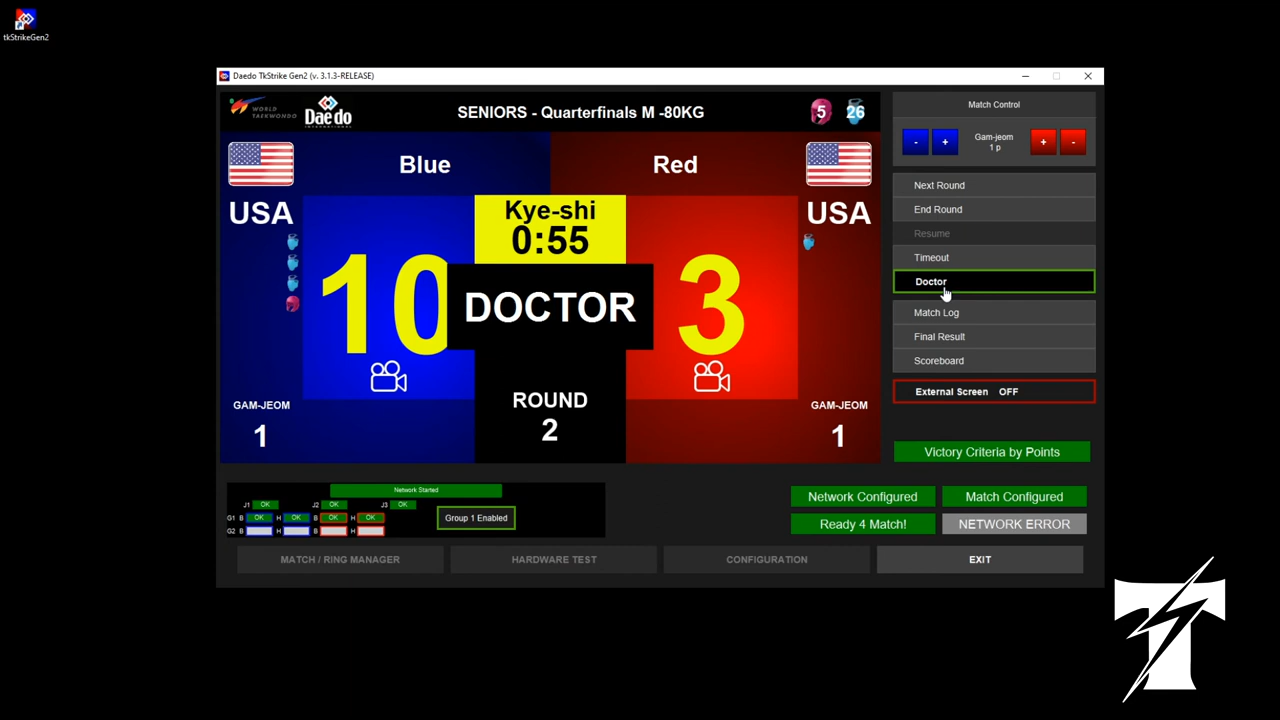 tkStrikeGen2
Daedo TkStrike Gen2 (v. 3.1.3-RELEASE)
WORLD
TAEKWONDO
Daedo
INTERNATIONAL
SENIORS - Quarterfinals M -80KG
5
26
Match Control
-
+
Gam-jeom
1 p
+
-
Blue
Red
USA
USA
Kye-shi
0:55
10
DOCTOR
3
ROUND
2
GAM-JEOM
1
GAM-JEOM
1
Next Round
End Round
Resume
Timeout
Doctor
Match Log
Final Result
Scoreboard
External Screen OFF
Victory Criteria by Points
Network Started
J1 OK J2 OK J3 OK
G1 B OK H OK B OK H OK
G2 B H B H
Group 1 Enabled
Network Configured
Match Configured
Ready 4 Match!
NETWORK ERROR
MATCH / RING MANAGER
HARDWARE TEST
CONFIGURATION
EXIT
T